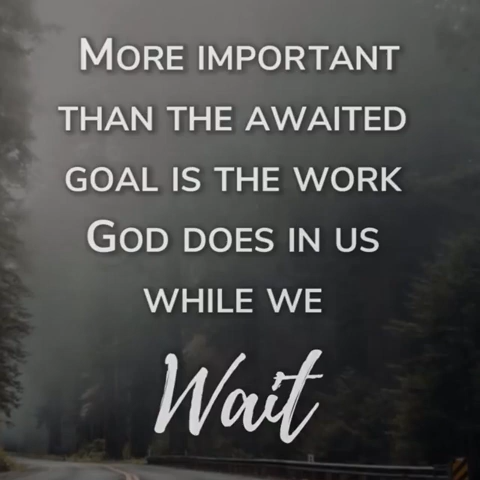 More important
than the awaited
goal is the work
God does in us
while we
Wait